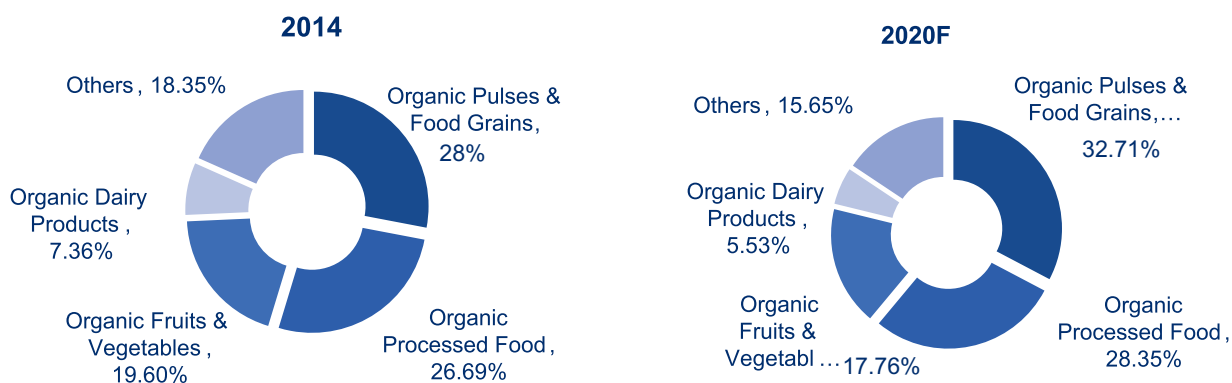 2014
Others , 18.35%
Organic Pulses &
Food Grains,
28%
Organic Dairy
Products ,
7.36%
Organic Fruits &
Vegetables ,
19.60%
Organic
Processed Food ,
26.69%
2020F
Others , 15.65%
Organic Pulses &
Food Grains,...
32.71%
Organic Dairy
Products ,
5.53%
Organic
Fruits &
Vegetabl ...17.76%
Organic
Processed Food ,
28.35%